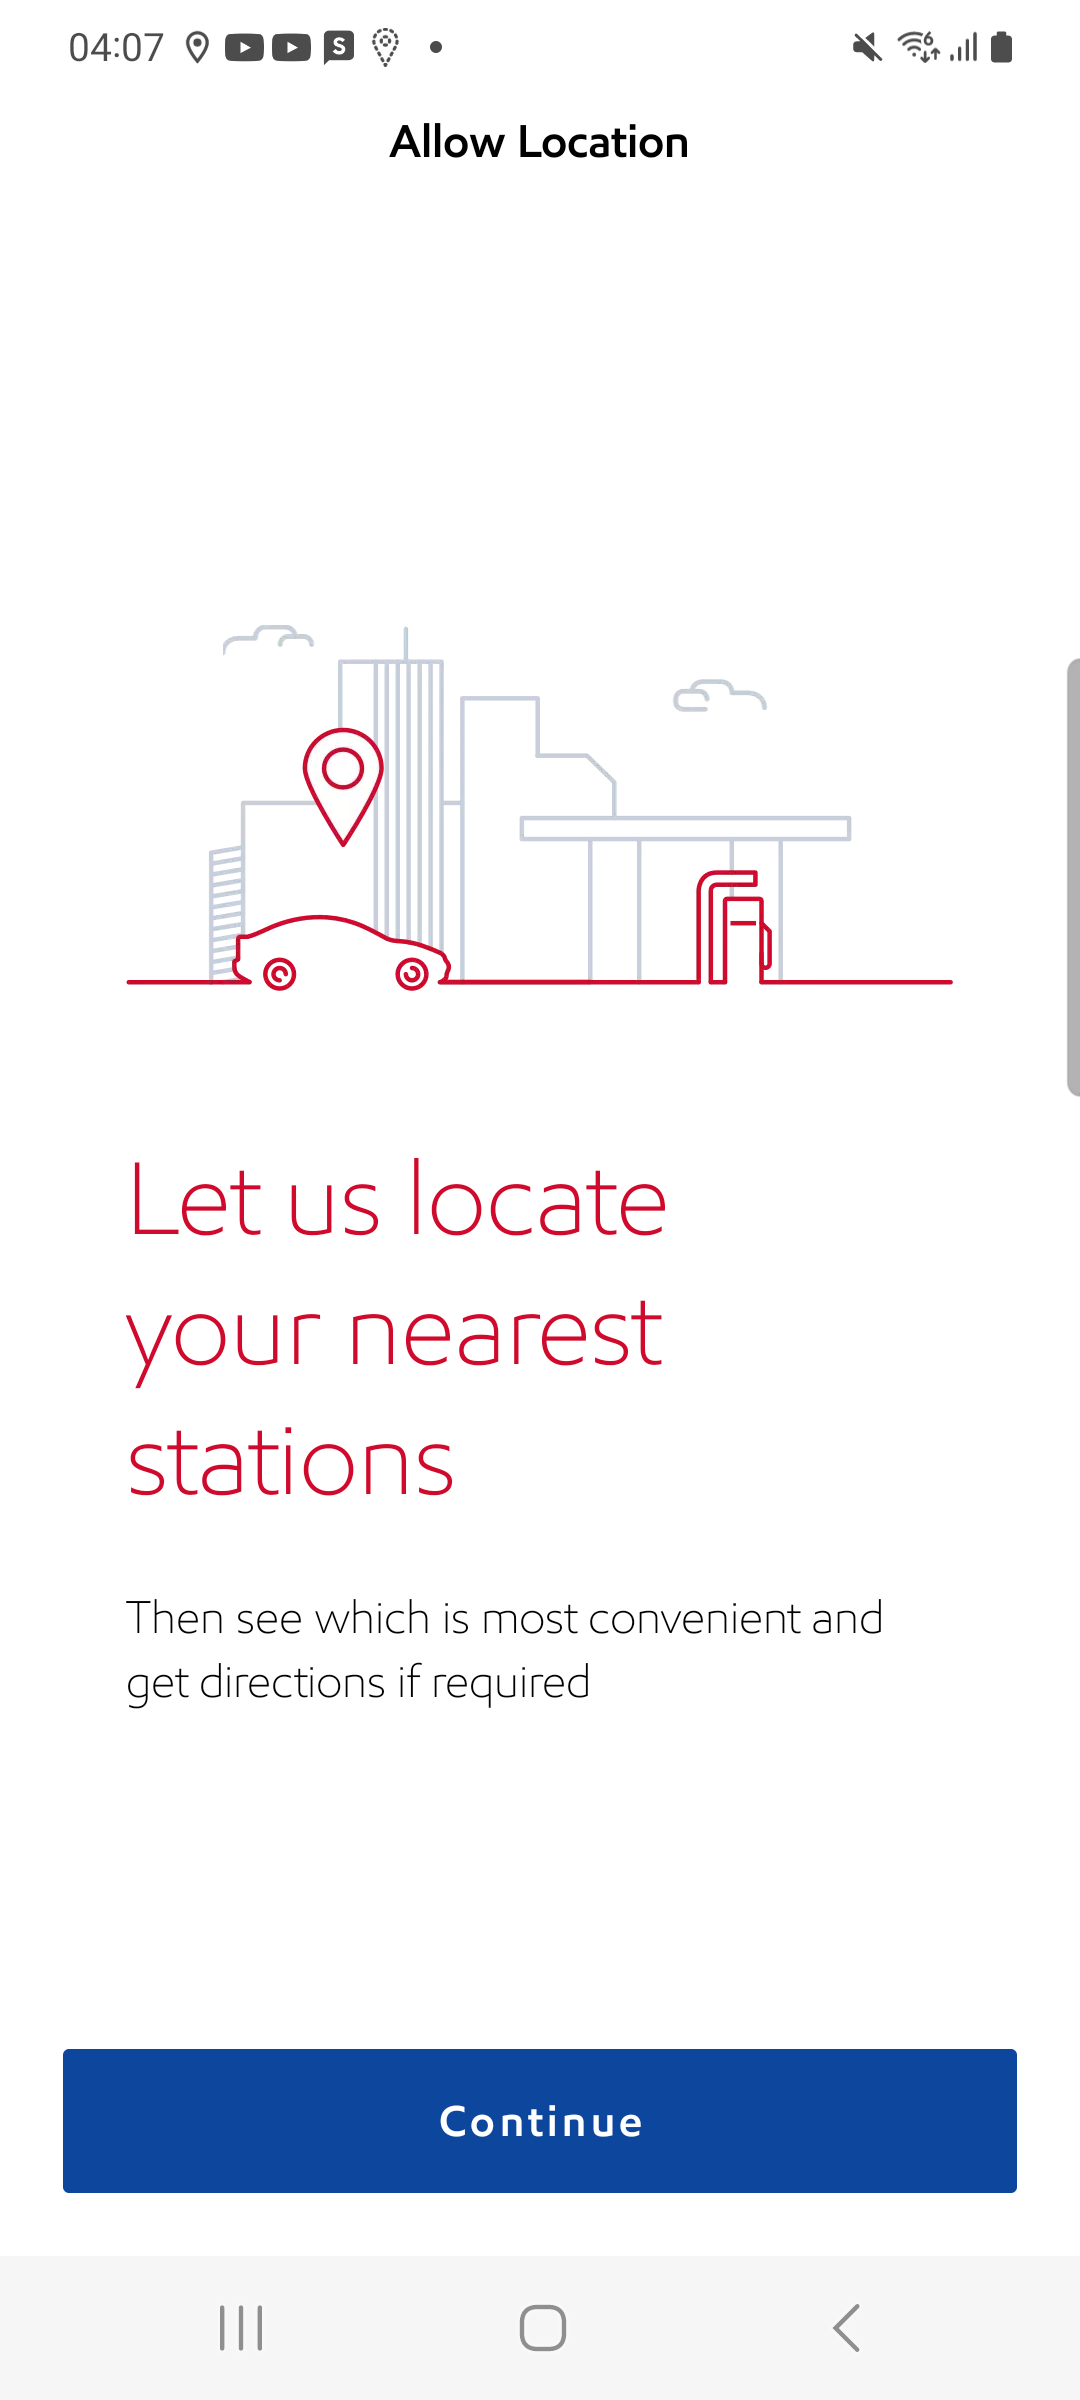 04:07
Allow Location
Let us locate
your nearest
stations
Then see which is most convenient and
get directions if required
Continue